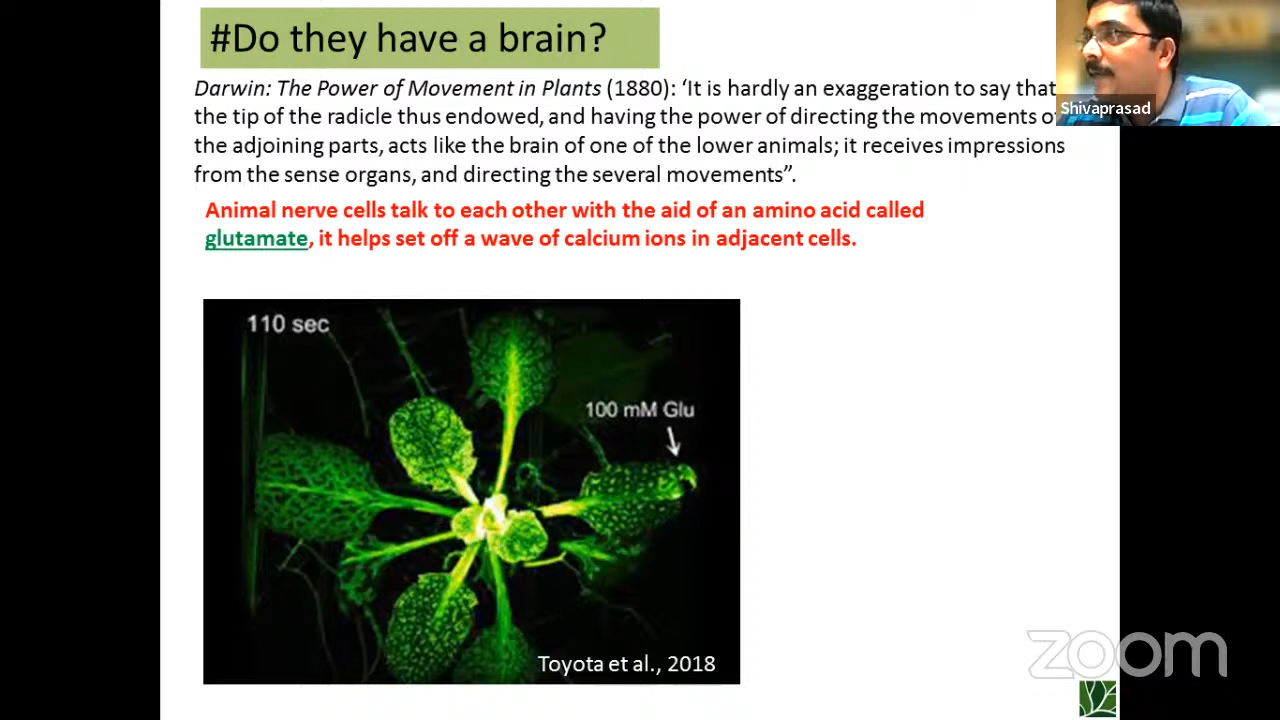 #Do they have a brain?
Darwin: The Power of Movement in Plants (1880): ‘It is hardly an exaggeration to say that
the tip of the radicle thus endowed, and having the power of directing the movements o
the adjoining parts, acts like the brain of one of the lower animals; it receives impressions
from the sense organs, and directing the several movements”.
Shivaprasad
Animal nerve cells talk to each other with the aid of an amino acid called
glutamate, it helps set off a wave of calcium ions in adjacent cells.
110 sec
100 mM Glu
Toyota et al., 2018
zoom